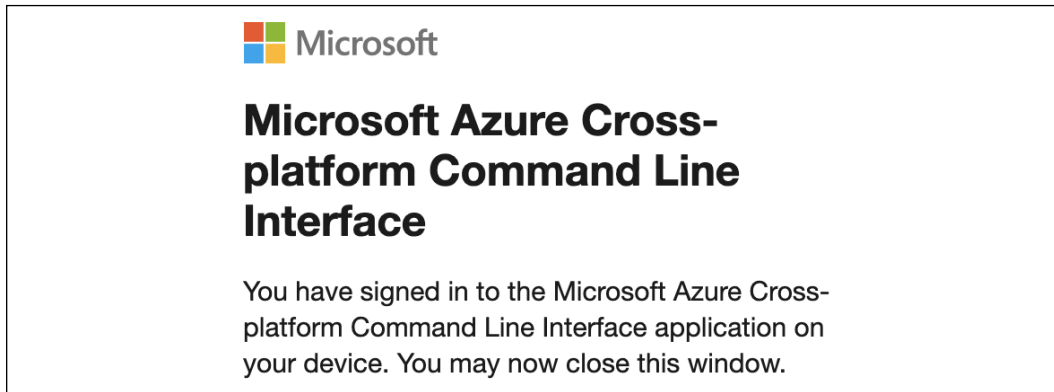 Microsoft
Microsoft Azure Cross-
platform Command Line
Interface
You have signed in to the Microsoft Azure Cross-
platform Command Line Interface application on
your device. You may now close this window.